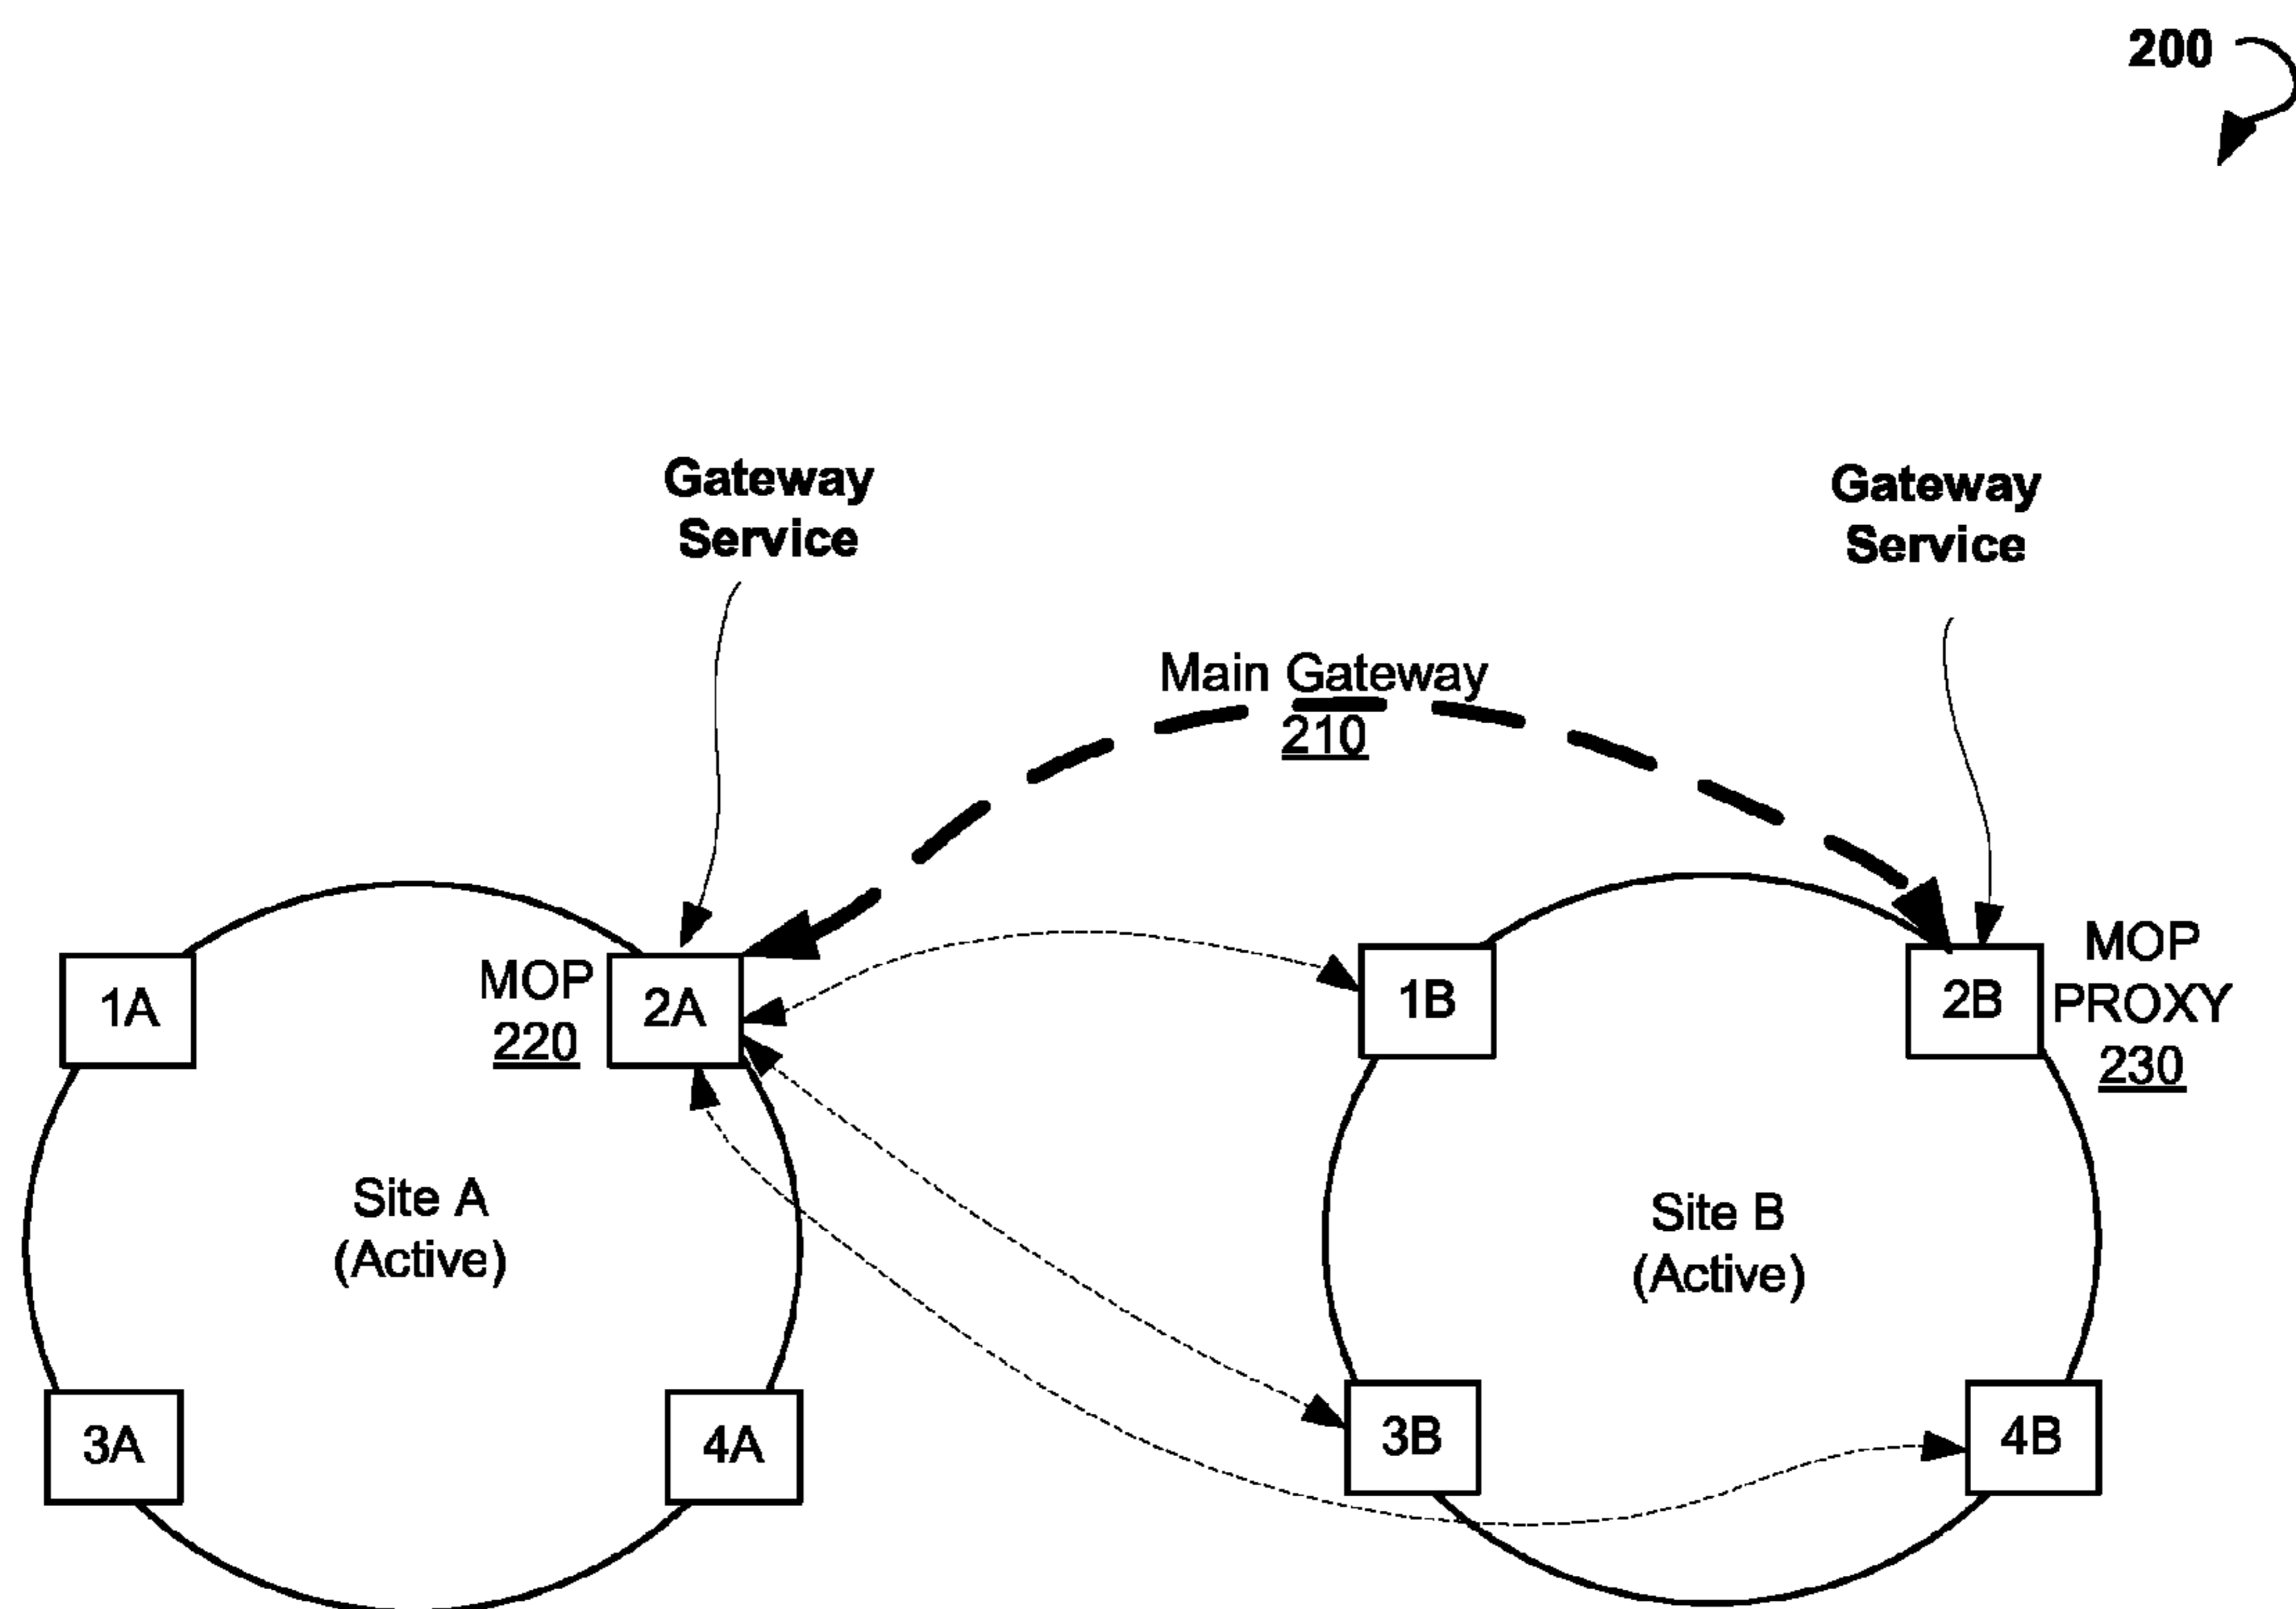 200
Gateway
Service
Gateway
Service
Main Gateway
210
1A
MOP
220
2A
1B
2B
MOP
PROXY
230
Site A
(Active)
Site B
(Active)
3A
4A
3B
4B